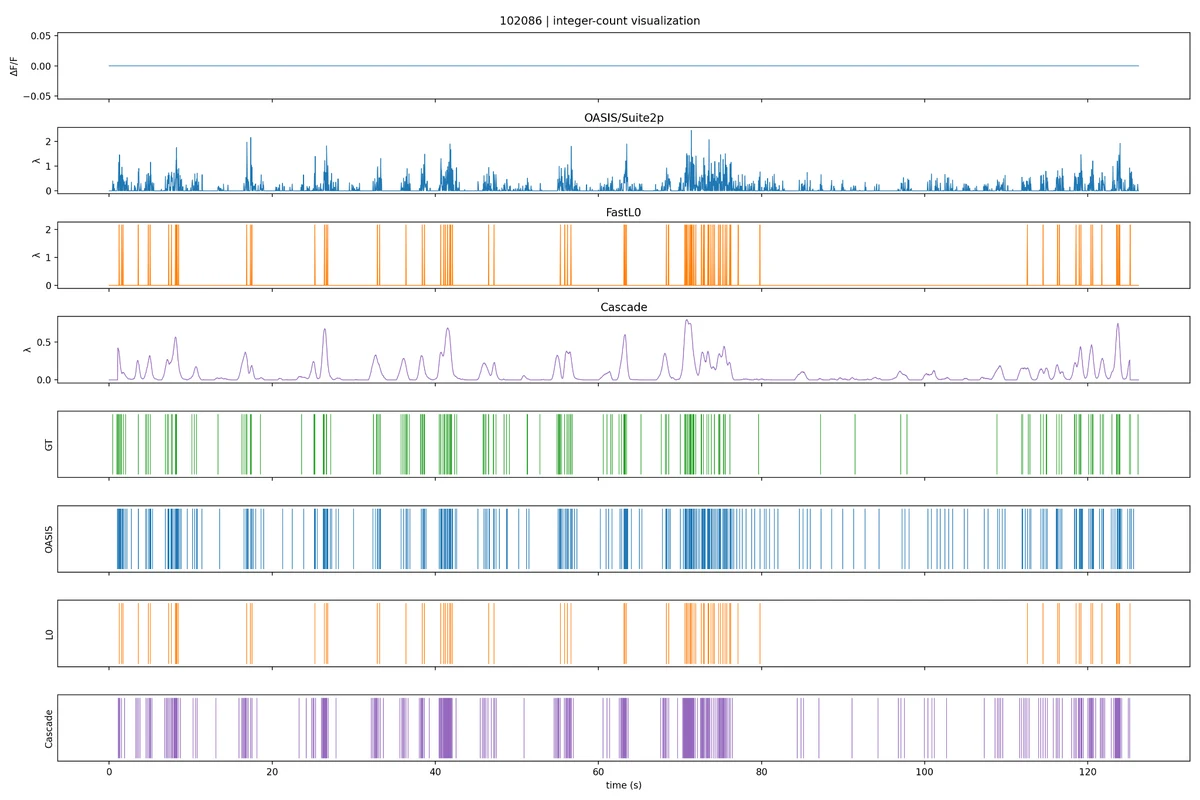 102086 | integer-count visualization
0.05
0.00
−0.05
ΔF/F
OASIS/Suite2p
2
1
0
λ
FastL0
2
1
0
λ
Cascade
0.5
0.0
λ
GT
OASIS
L0
Cascade
0 20 40 60 80 100 120
time (s)